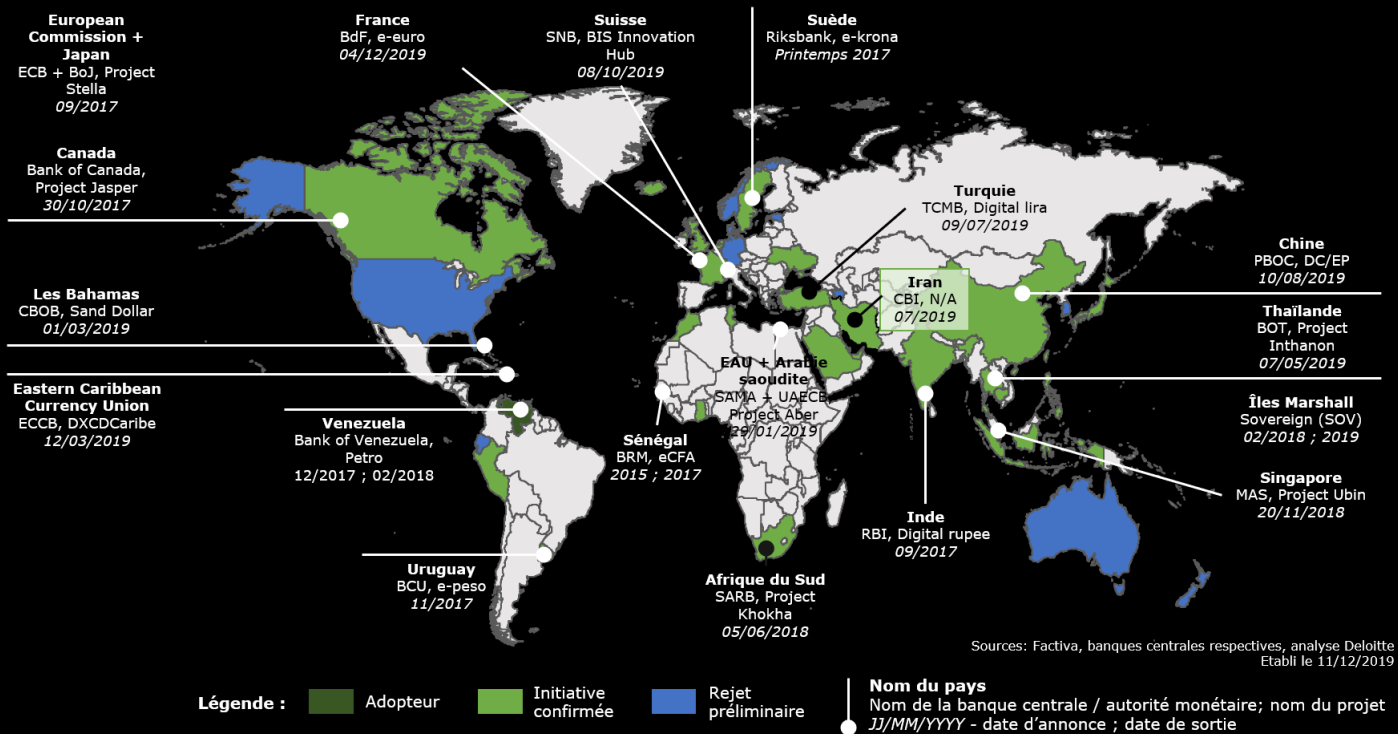 European
Commission +
Japan
ECB + BoJ, Project
Stella
09/2017
France
BdF, e-euro
04/12/2019
Suisse
SNB, BIS Innovation
Hub
08/10/2019
Suède
Riksbank, e-krona
Printemps 2017
Canada
Bank of Canada,
Project Jasper
30/10/2017
Turquie
TCMB, Digital lira
09/07/2019
Chine
PBOC, DC/EP
10/08/2019
Iran
CBI, N/A
07/2019
Les Bahamas
CBOB, Sand Dollar
01/03/2019
Thaïlande
BOT, Project
Inthanon
07/05/2019
EAU + Arabie
saoudite
SAMA + UAECB,
Project Aber
29/01/2019
Eastern Caribbean
Currency Union
ECCB, DXCDCaribe
12/03/2019
Venezuela
Bank of Venezuela,
Petro
12/2017 ; 02/2018
Sénégal
BRM, eCFA
2015 ; 2017
Îles Marshall
Sovereign (SOV)
02/2018 ; 2019
Singapore
MAS, Project Ubin
20/11/2018
Inde
RBI, Digital rupee
09/2017
Uruguay
BCU, e-peso
11/2017
Afrique du Sud
SARB, Project
Khokha
05/06/2018
Sources: Factiva, banques centrales respectives, analyse Deloitte
Etabli le 11/12/2019
Légende :
Adopteur
Initiative
confirmée
Rejet
préliminaire
Nom du pays
Nom de la banque centrale / autorité monétaire; nom du projet
JJ/MM/YYYY - date d'annonce ; date de sortie